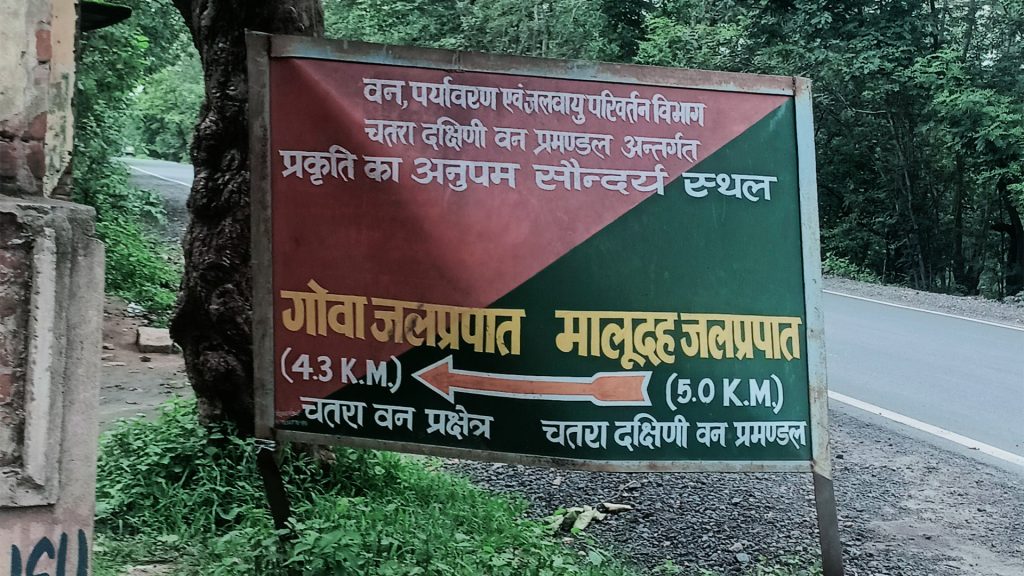 वन, पर्यावरण एवं जलवायु परिवर्तन विभाग
चतरा दक्षिणी वन प्रमण्डल अन्तर्गत
प्रकृति का अनुपम सौन्दर्य स्थल
गोवा जलप्रपात मालूदह जलप्रपात
(4.3 K.M.) (5.0 K.M.)
चतरा वन प्रक्षेत्र चतरा दक्षिणी वन प्रमण्डल